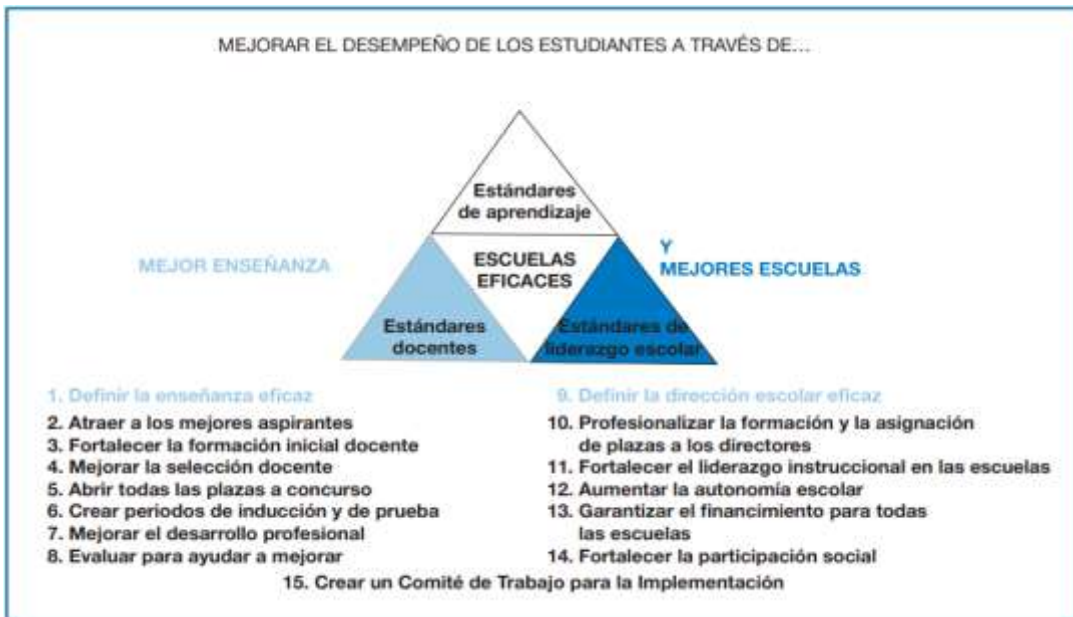 MEJORAR EL DESEMPEÑO DE LOS ESTUDIANTES A TRAVÉS DE...
Estándares
de aprendizaje
MEJOR ENSEÑANZA
ESCUELAS
EFICACES
Y
MEJORES ESCUELAS
Estándares
docentes
Estándares de
liderazgo escolar
1. Definir la enseñanza eficaz
2. Atraer a los mejores aspirantes
3. Fortalecer la formación inicial docente
4. Mejorar la selección docente
5. Abrir todas las plazas a concurso
6. Crear periodos de inducción y de prueba
7. Mejorar el desarrollo profesional
8. Evaluar para ayudar a mejorar
9. Definir la dirección escolar eficaz
10. Profesionalizar la formación y la asignación
de plazas a los directores
11. Fortalecer el liderazgo instruccional en las escuelas
12. Aumentar la autonomía escolar
13. Garantizar el financimiento para todas
las escuelas
14. Fortalecer la participación social
15. Crear un Comité de Trabajo para la Implementación